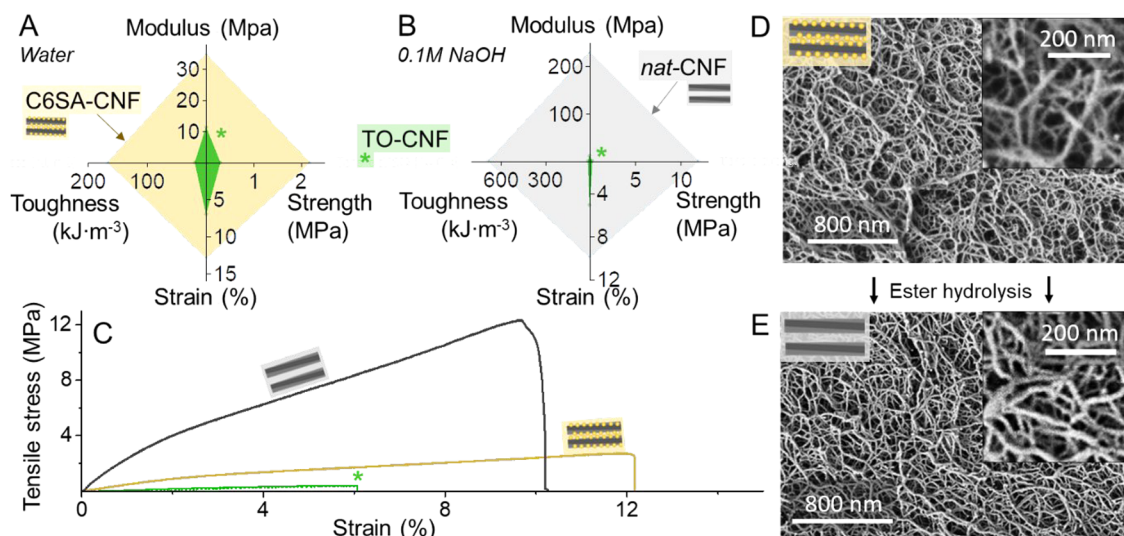 A
Water
Modulus (Mpa)
30
20
10
C6SA-CNF
*
200
100
1
2
5
10
15
Toughness
(kJ·m⁻³)
Strength
(MPa)
Strain (%)
TO-CNF
*
B
0.1M NaOH
Modulus (MPa)
200
100
nat-CNF
*
600
300
5
10
4
8
12
Toughness
(kJ·m⁻³)
Strength
(MPa)
Strain (%)
C
Tensile stress (MPa)
12
8
4
*
0
4
8
12
Strain (%)
D
200 nm
800 nm
Ester hydrolysis
E
200 nm
800 nm